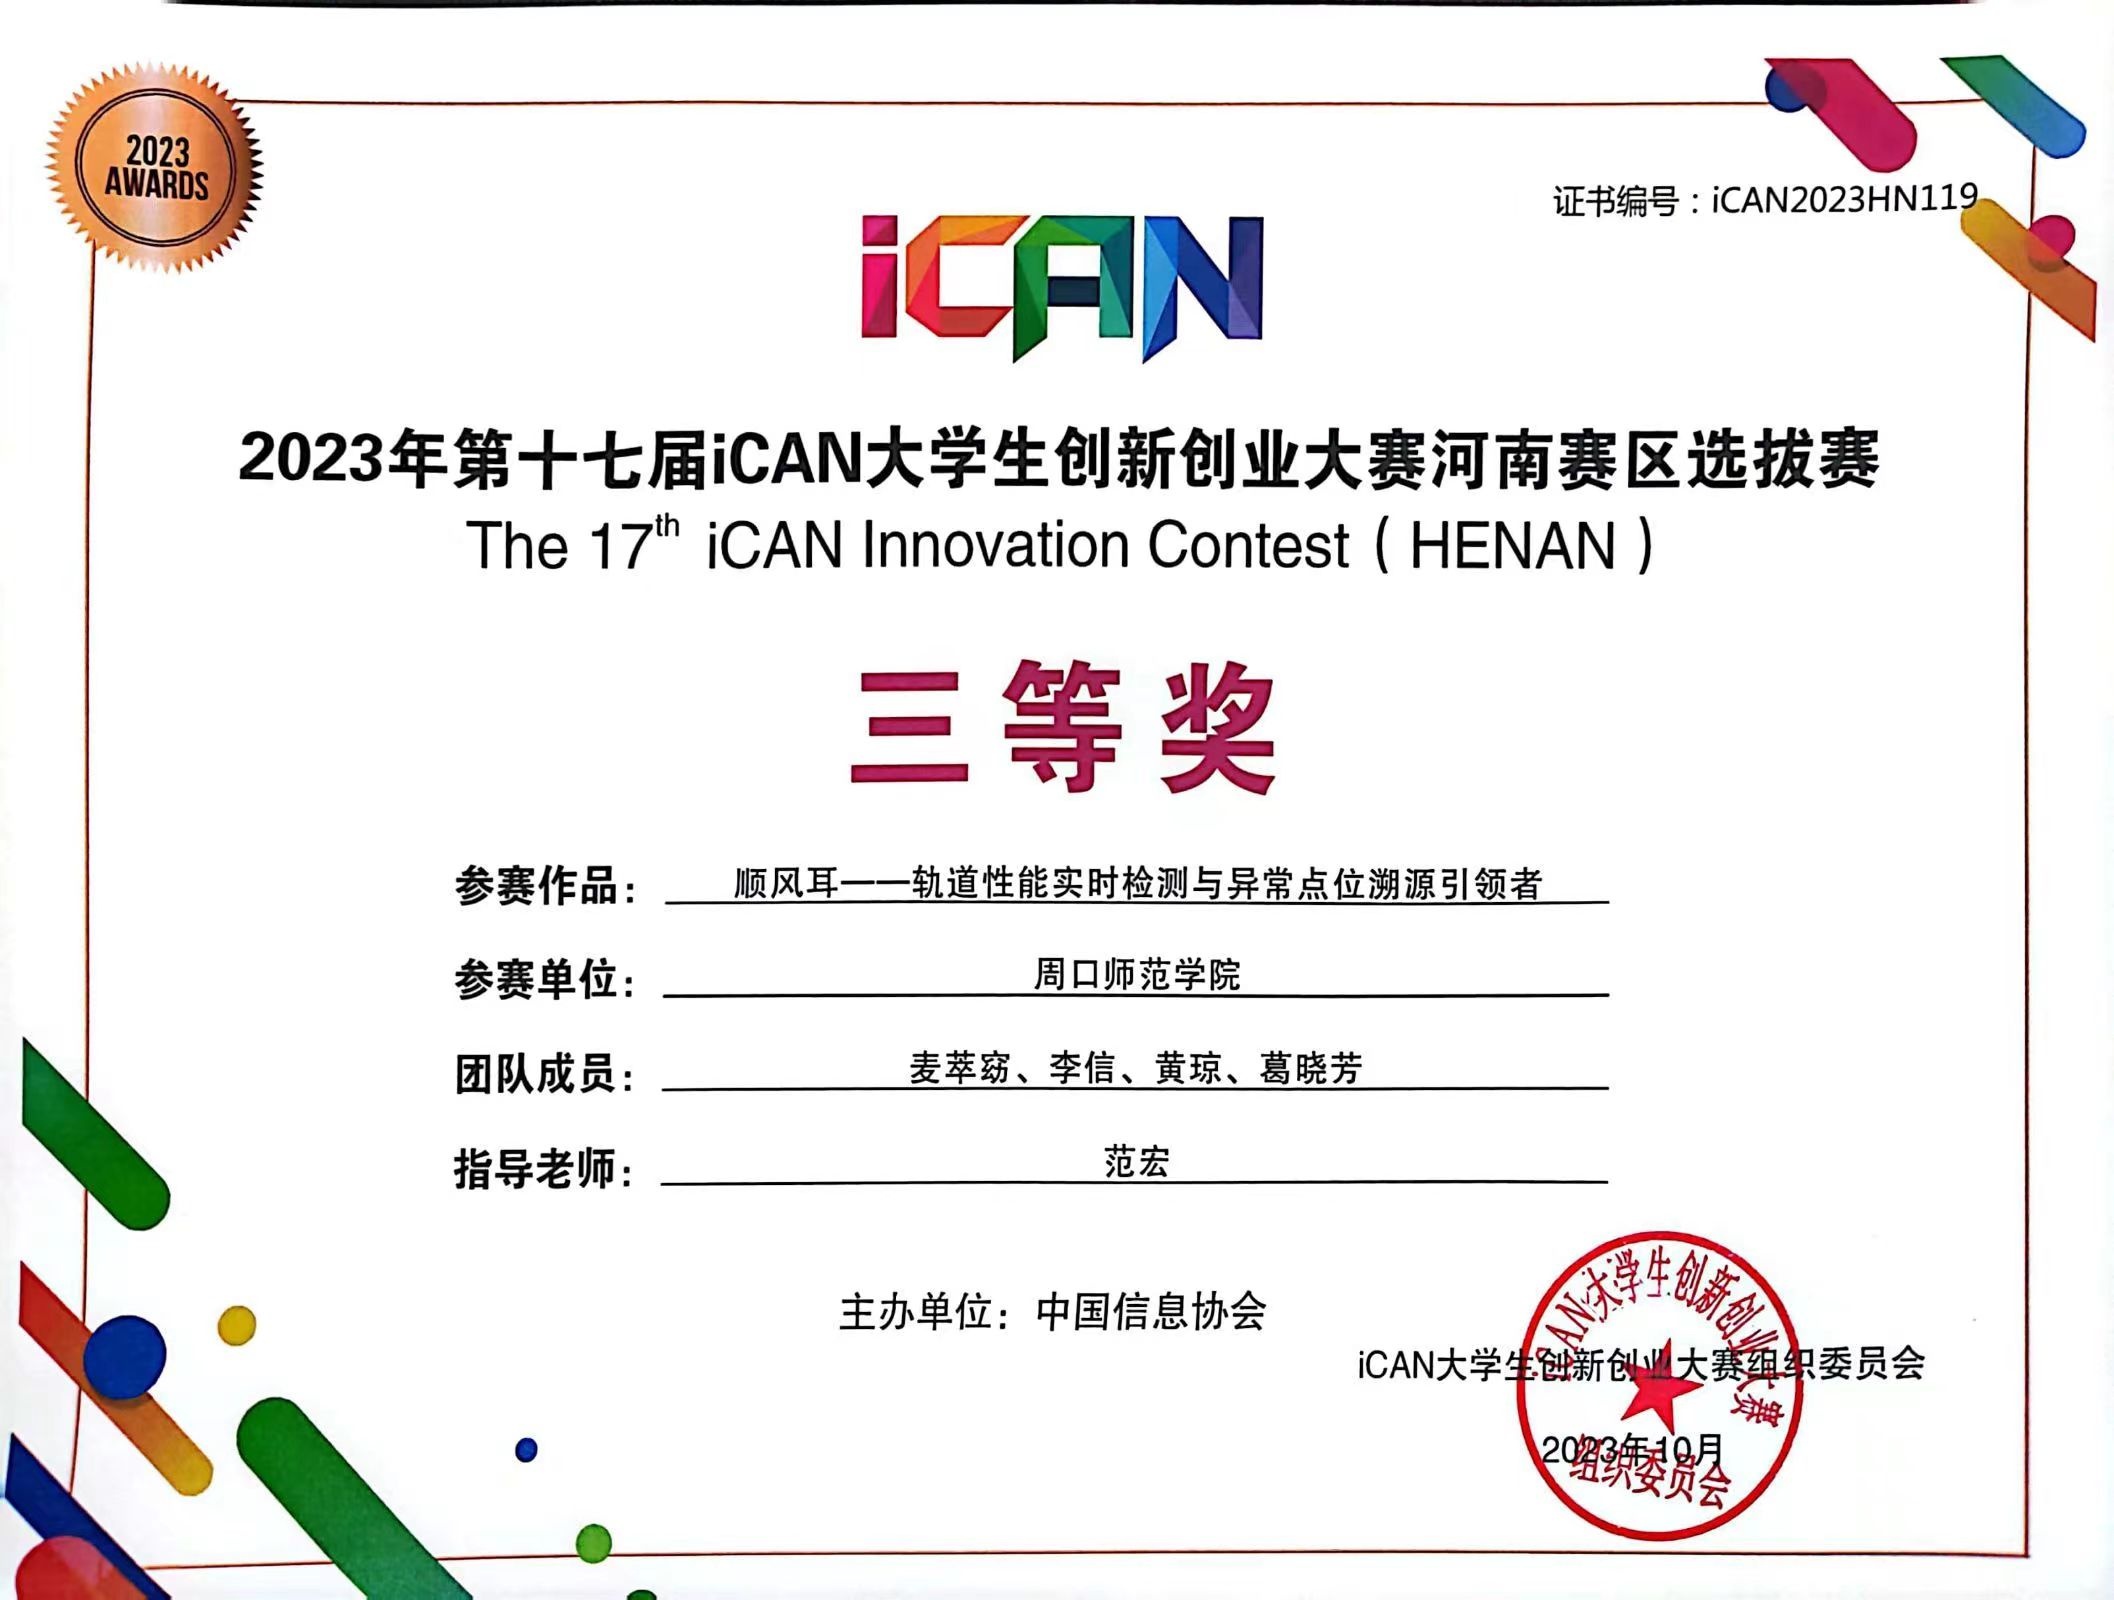 2023
AWARDS
证书编号：iCAN2023HN119
iCAN
2023年第十七届iCAN大学生创新创业大赛河南赛区选拔赛
The 17th iCAN Innovation Contest（HENAN）
三等奖
参赛作品：顺风耳——轨道性能实时检测与异常点位溯源引领者
参赛单位：周口师范学院
团队成员：麦萃窈、李信、黄琼、葛晓芳
指导老师：范宏
主办单位：中国信息协会
iCAN大学生创新创业大赛组织委员会
2023年10月
iCAN大学生创新创业大赛
组织委员会